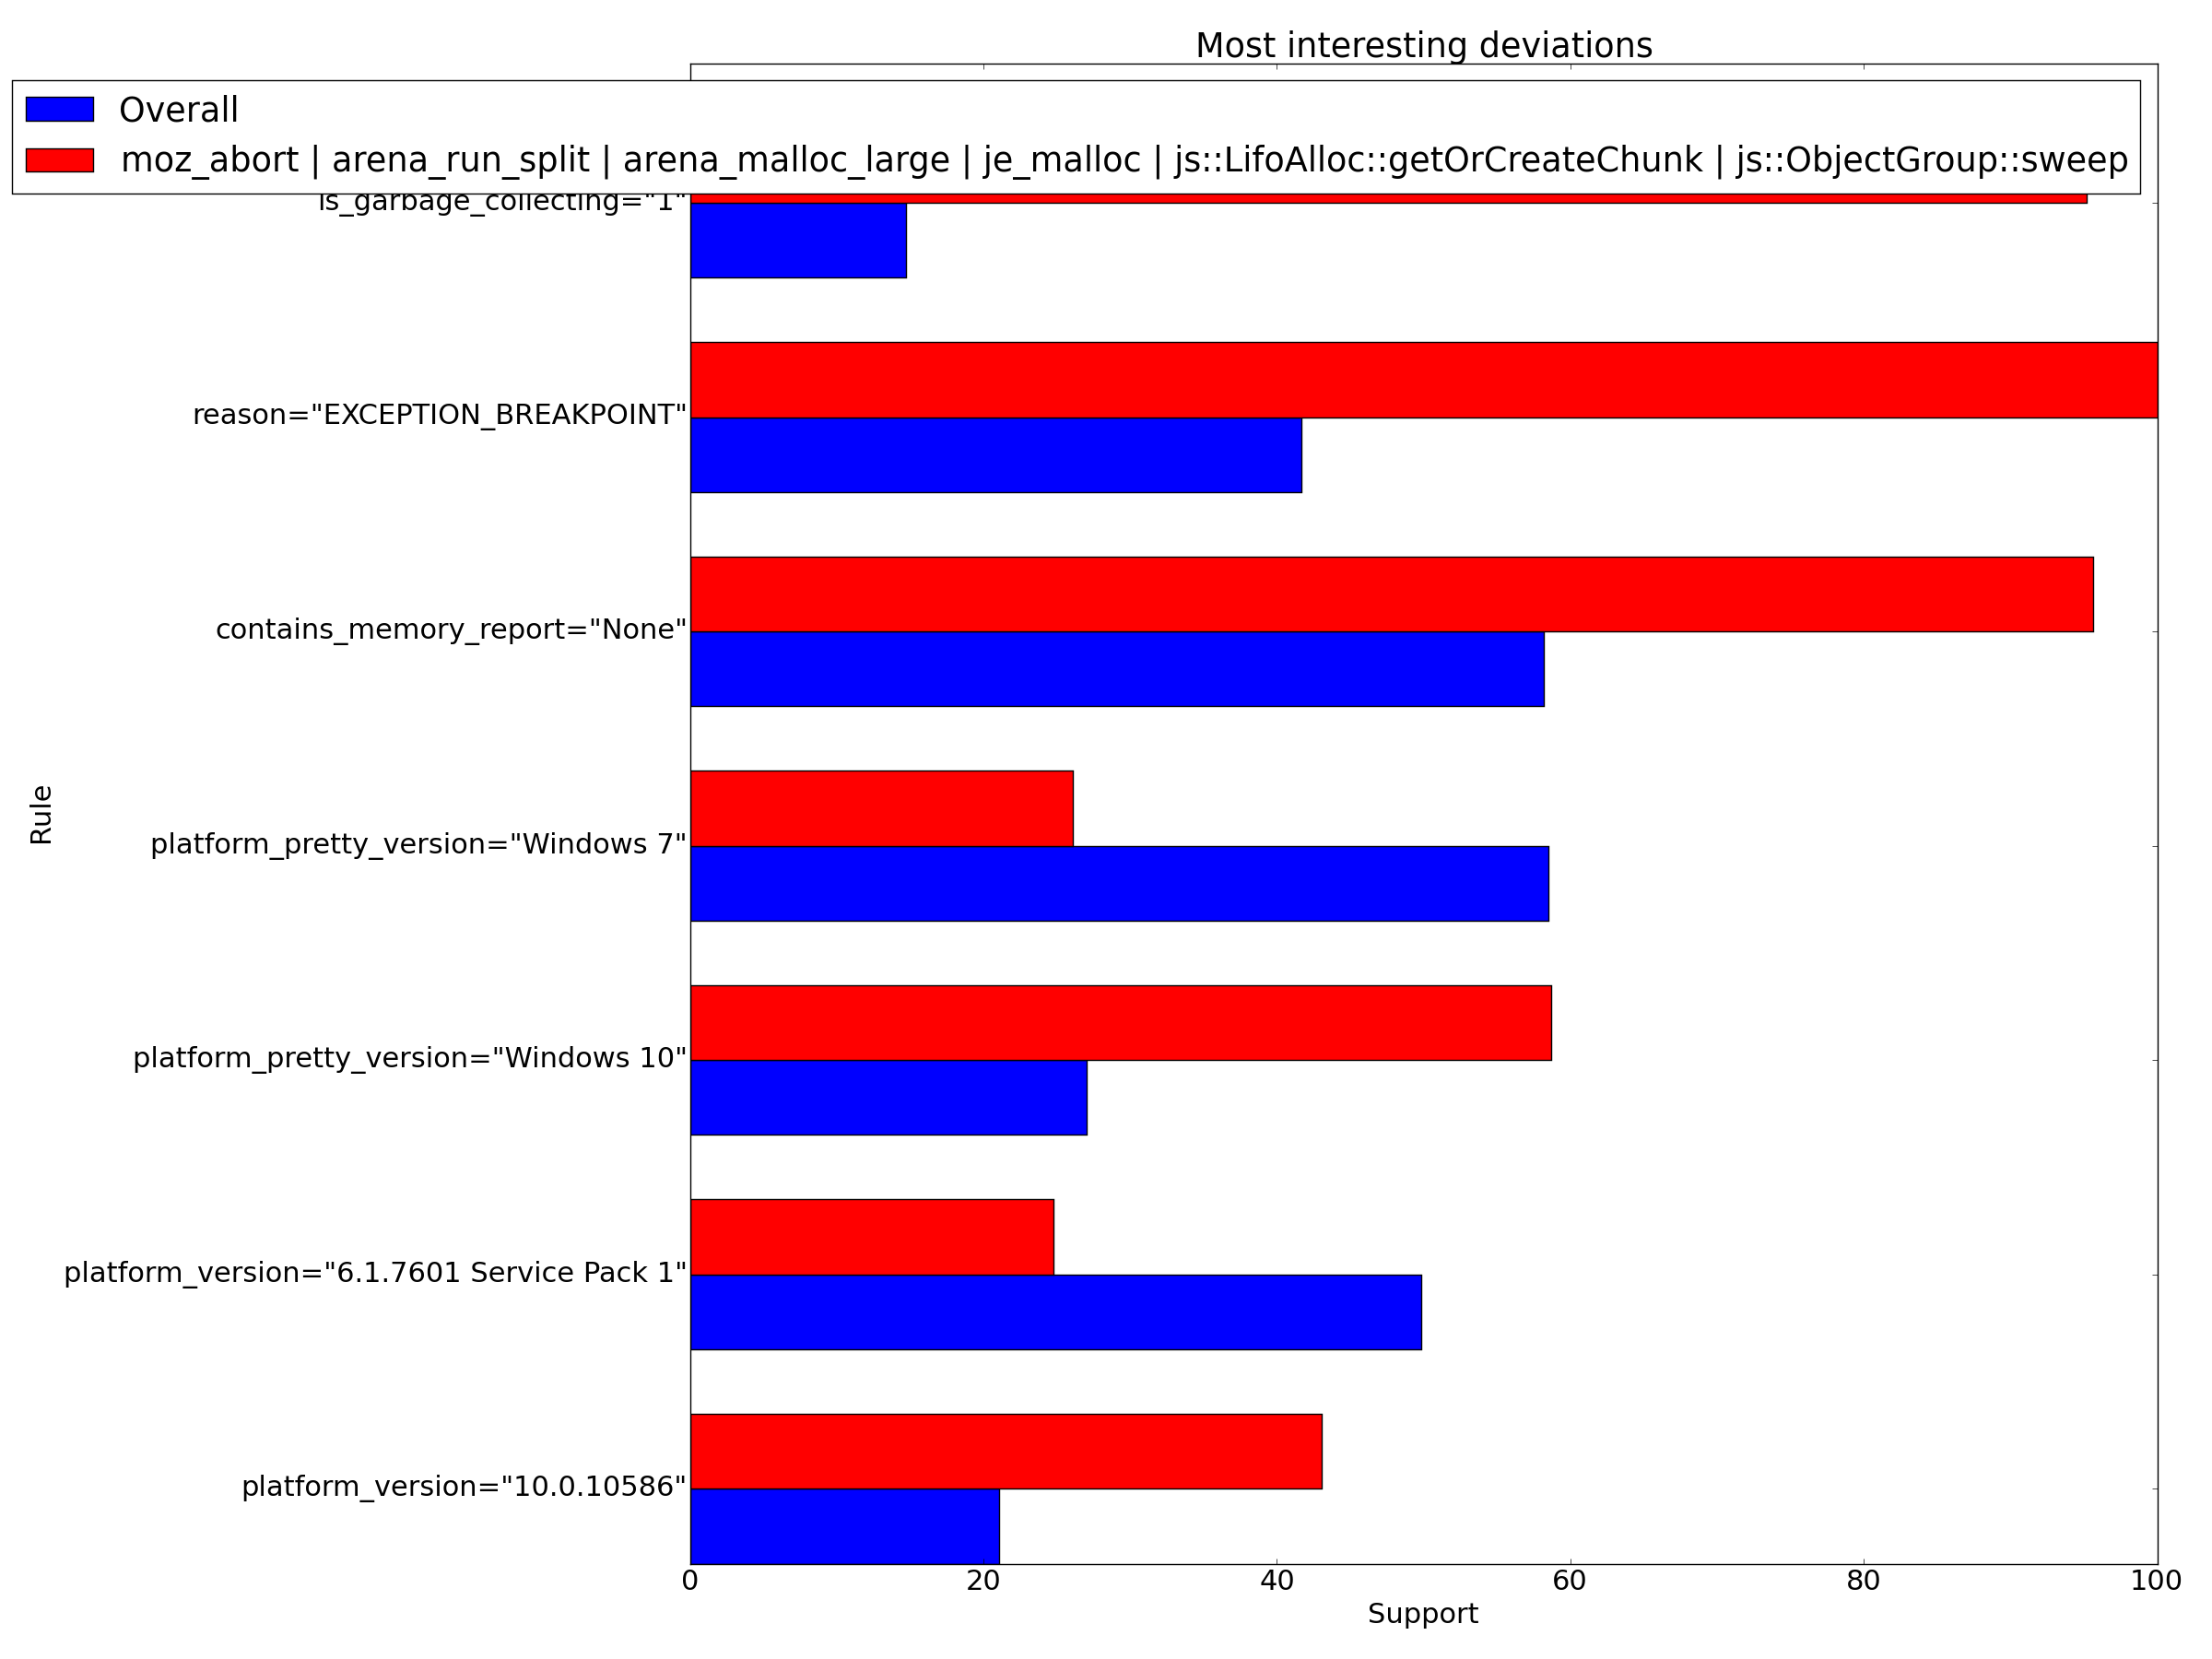 Most interesting deviations
Overall
moz_abort | arena_run_split | arena_malloc_large | je_malloc | js::LifoAlloc::getOrCreateChunk | js::ObjectGroup::sweep
is_garbage_collecting="1"
reason="EXCEPTION_BREAKPOINT"
contains_memory_report="None"
Rule
platform_pretty_version="Windows 7"
platform_pretty_version="Windows 10"
platform_version="6.1.7601 Service Pack 1"
platform_version="10.0.10586"
0 20 40 60 80 100
Support